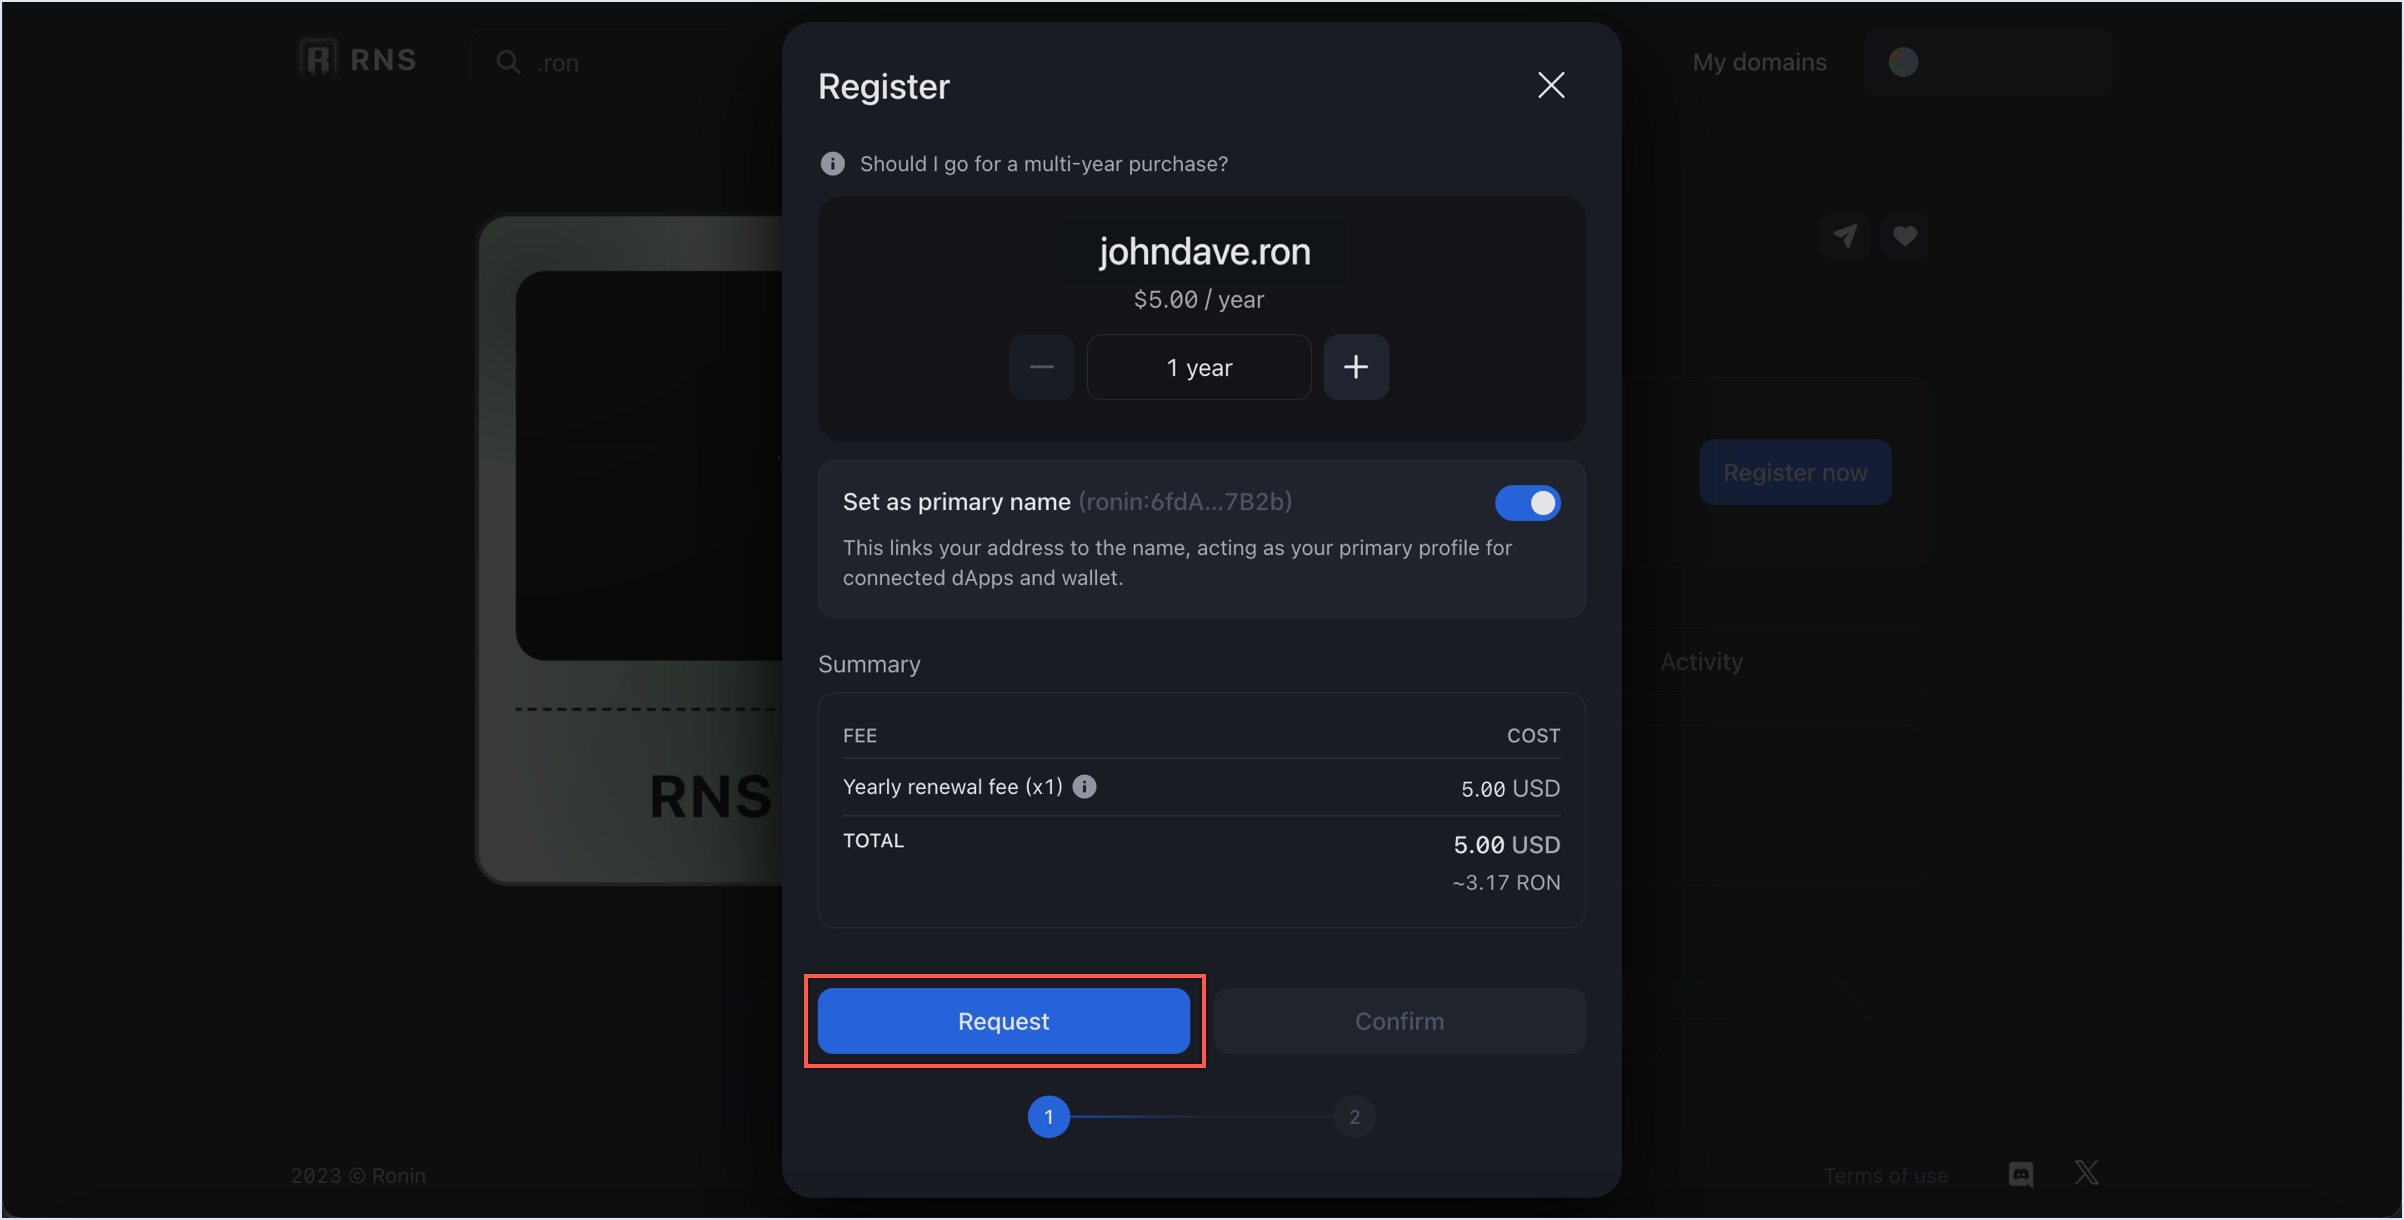 RNS
.ron
My domains
Register
Should I go for a multi-year purchase?
johndave.ron
$5.00 / year
1 year
Register now
Set as primary name (ronin:6fdA...7B2b)
This links your address to the name, acting as your primary profile for
connected dApps and wallet.
Activity
Summary
FEE COST
Yearly renewal fee (x1) 5.00 USD
TOTAL 5.00 USD
~3.17 RON
RNS
Request Confirm
1 2
2023 © Ronin
Terms of use